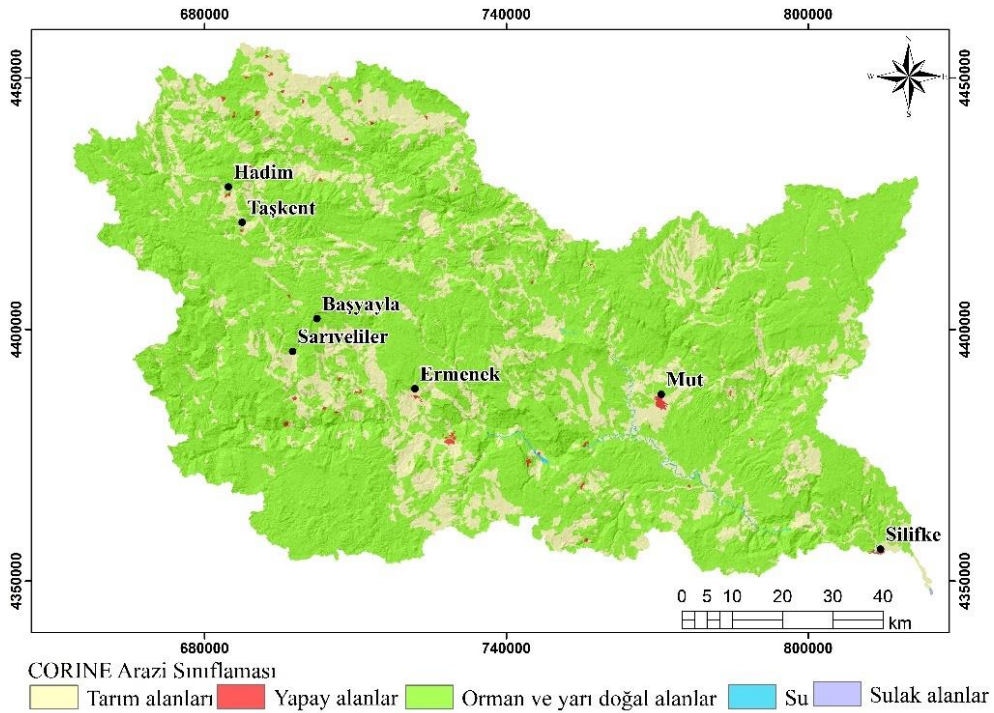 680000 740000 800000
4450000 4450000
N
W E
S
Hadim
Taşkent
Başyayla
4400000 4400000
Sarıveliler
Ermenek
Mut
Silifke
4350000 4350000
0 5 10 20 30 40
km
680000 740000 800000
CORINE Arazi Sınıflaması
Tarım alanları Yapay alanlar Orman ve yarı doğal alanlar Su Sulak alanlar